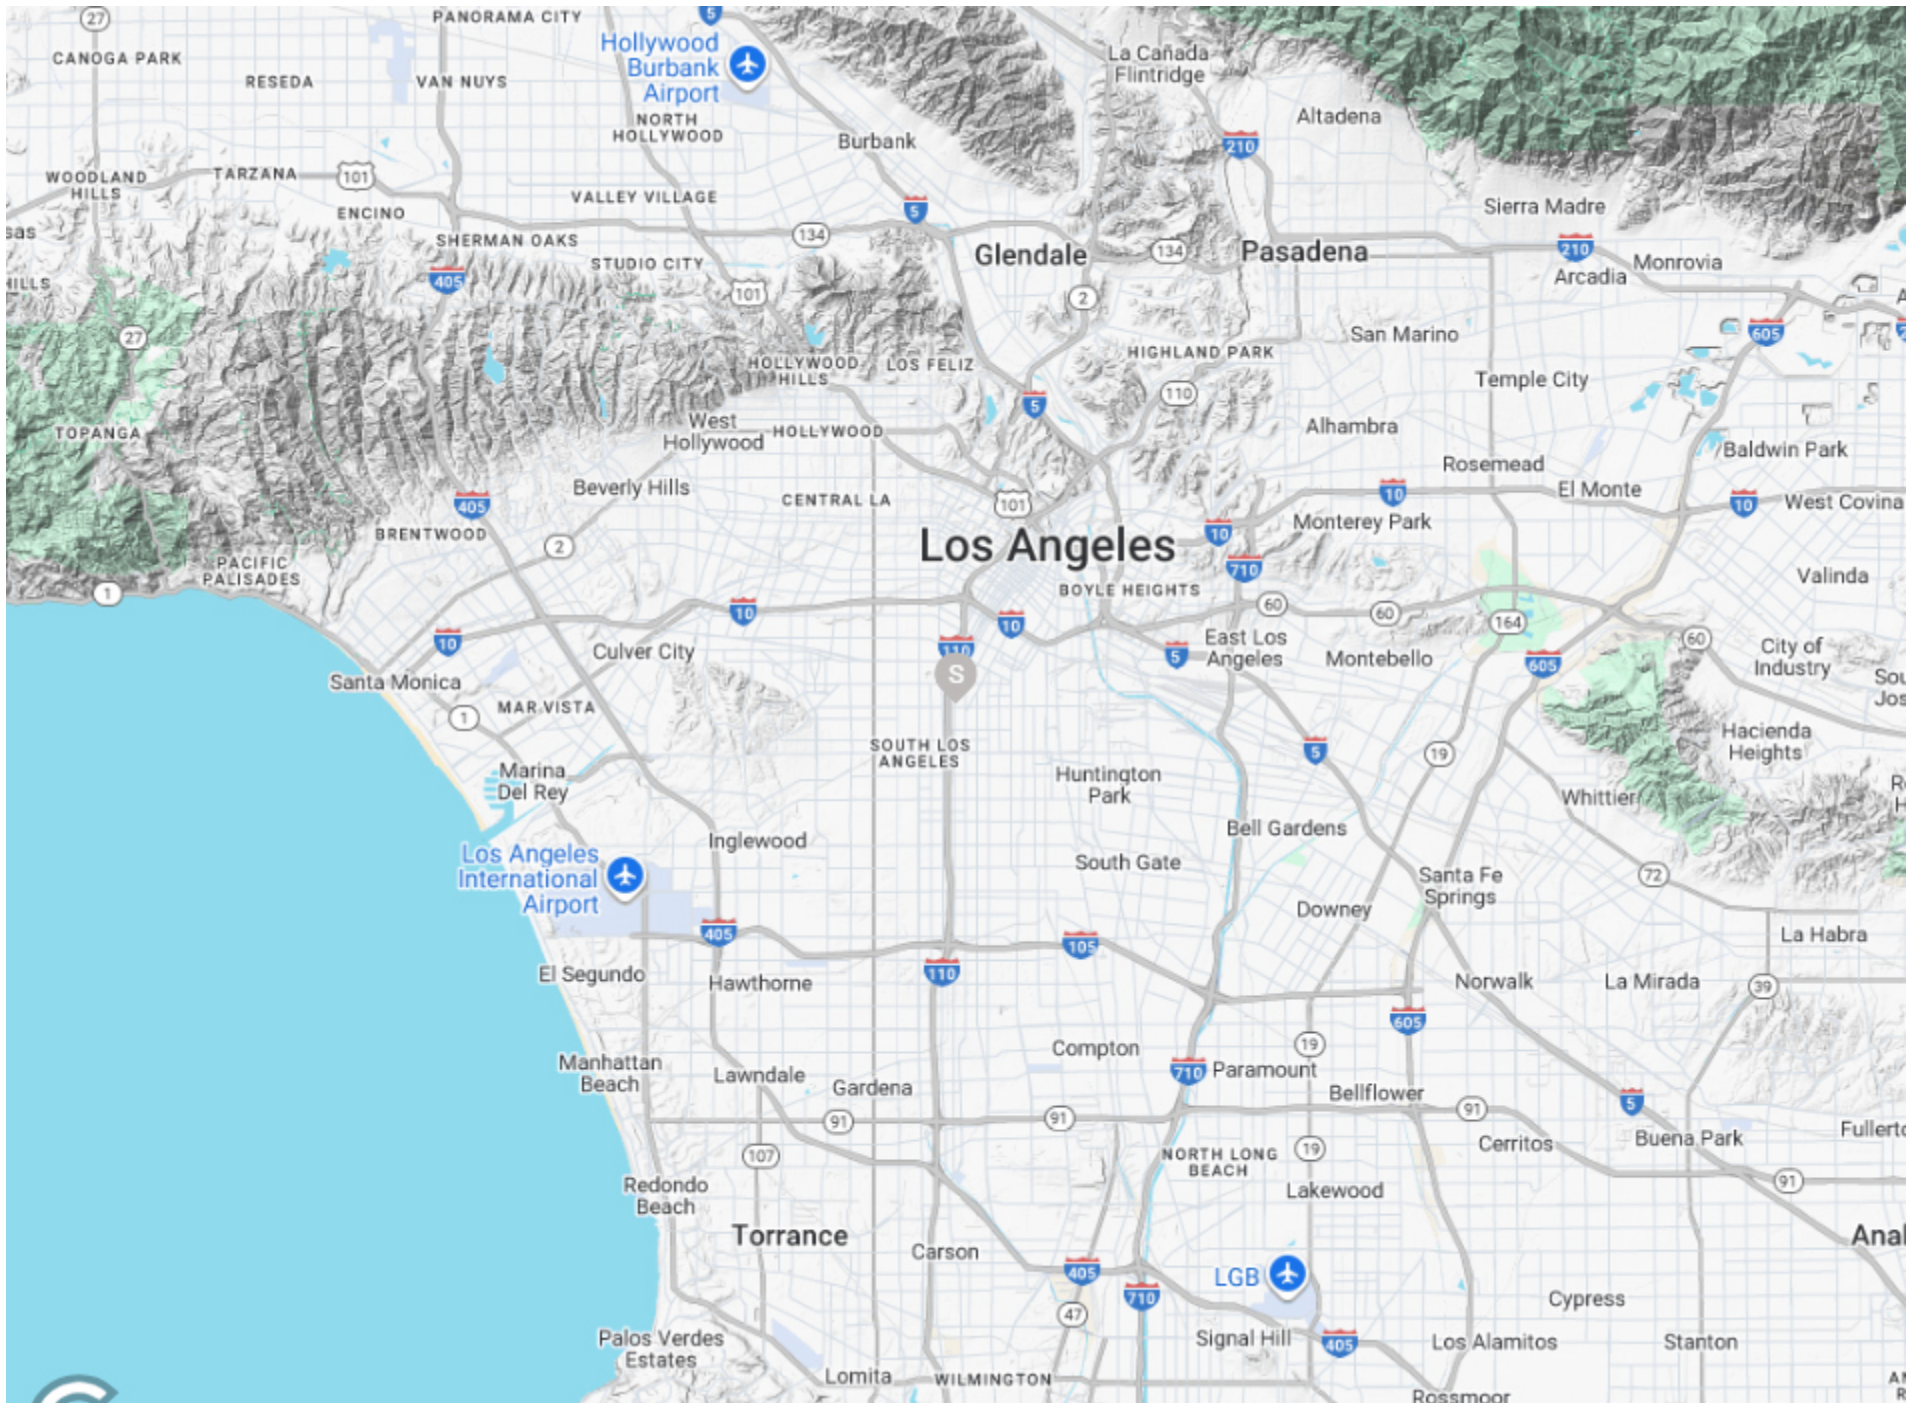 27
PANORAMA CITY
5
CANOGA PARK
Hollywood
Burbank
Airport
La Cañada
Flintridge
RESEDA
VAN NUYS
Altadena
NORTH
HOLLYWOOD
Burbank
210
WOODLAND
HILLS
TARZANA
101
VALLEY VILLAGE
ENCINO
5
Sierra Madre
sas
SHERMAN OAKS
134
Glendale
134
Pasadena
210
Monrovia
Arcadia
STUDIO CITY
HILLS
405
101
2
27
San Marino
605
HOLLYWOOD
HILLS
LOS FELIZ
HIGHLAND PARK
Temple City
110
5
TOPANGA
West
Hollywood
HOLLYWOOD
Alhambra
Baldwin Park
Rosemead
Beverly Hills
CENTRAL LA
101
10
El Monte
10
West Covina
405
BRENTWOOD
2
Los Angeles
10
Monterey Park
710
PACIFIC
PALISADES
1
BOYLE HEIGHTS
Valinda
10
10
60
60
164
60
10
Culver City
110
S
5
East Los
Angeles
Montebello
605
City of
Industry
Santa Monica
Sou
Jos
1
MAR VISTA
SOUTH LOS
ANGELES
5
19
Hacienda
Heights
Marina
Del Rey
Huntington
Park
Whittier
Ro
H
Inglewood
Bell Gardens
Los Angeles
International
Airport
South Gate
Santa Fe
Springs
72
Downey
405
105
La Habra
El Segundo
Hawthorne
110
Norwalk
La Mirada
39
605
Manhattan
Beach
Lawndale
Gardena
Compton
710
Paramount
19
Bellflower
5
91
91
91
Cerritos
Buena Park
Fullerto
107
NORTH LONG
BEACH
19
91
Redondo
Beach
Lakewood
Torrance
Carson
Anal
405
710
LGB
47
Cypress
Palos Verdes
Estates
Signal Hill
405
Los Alamitos
Stanton
Lomita
WILMINGTON
Rossmoor